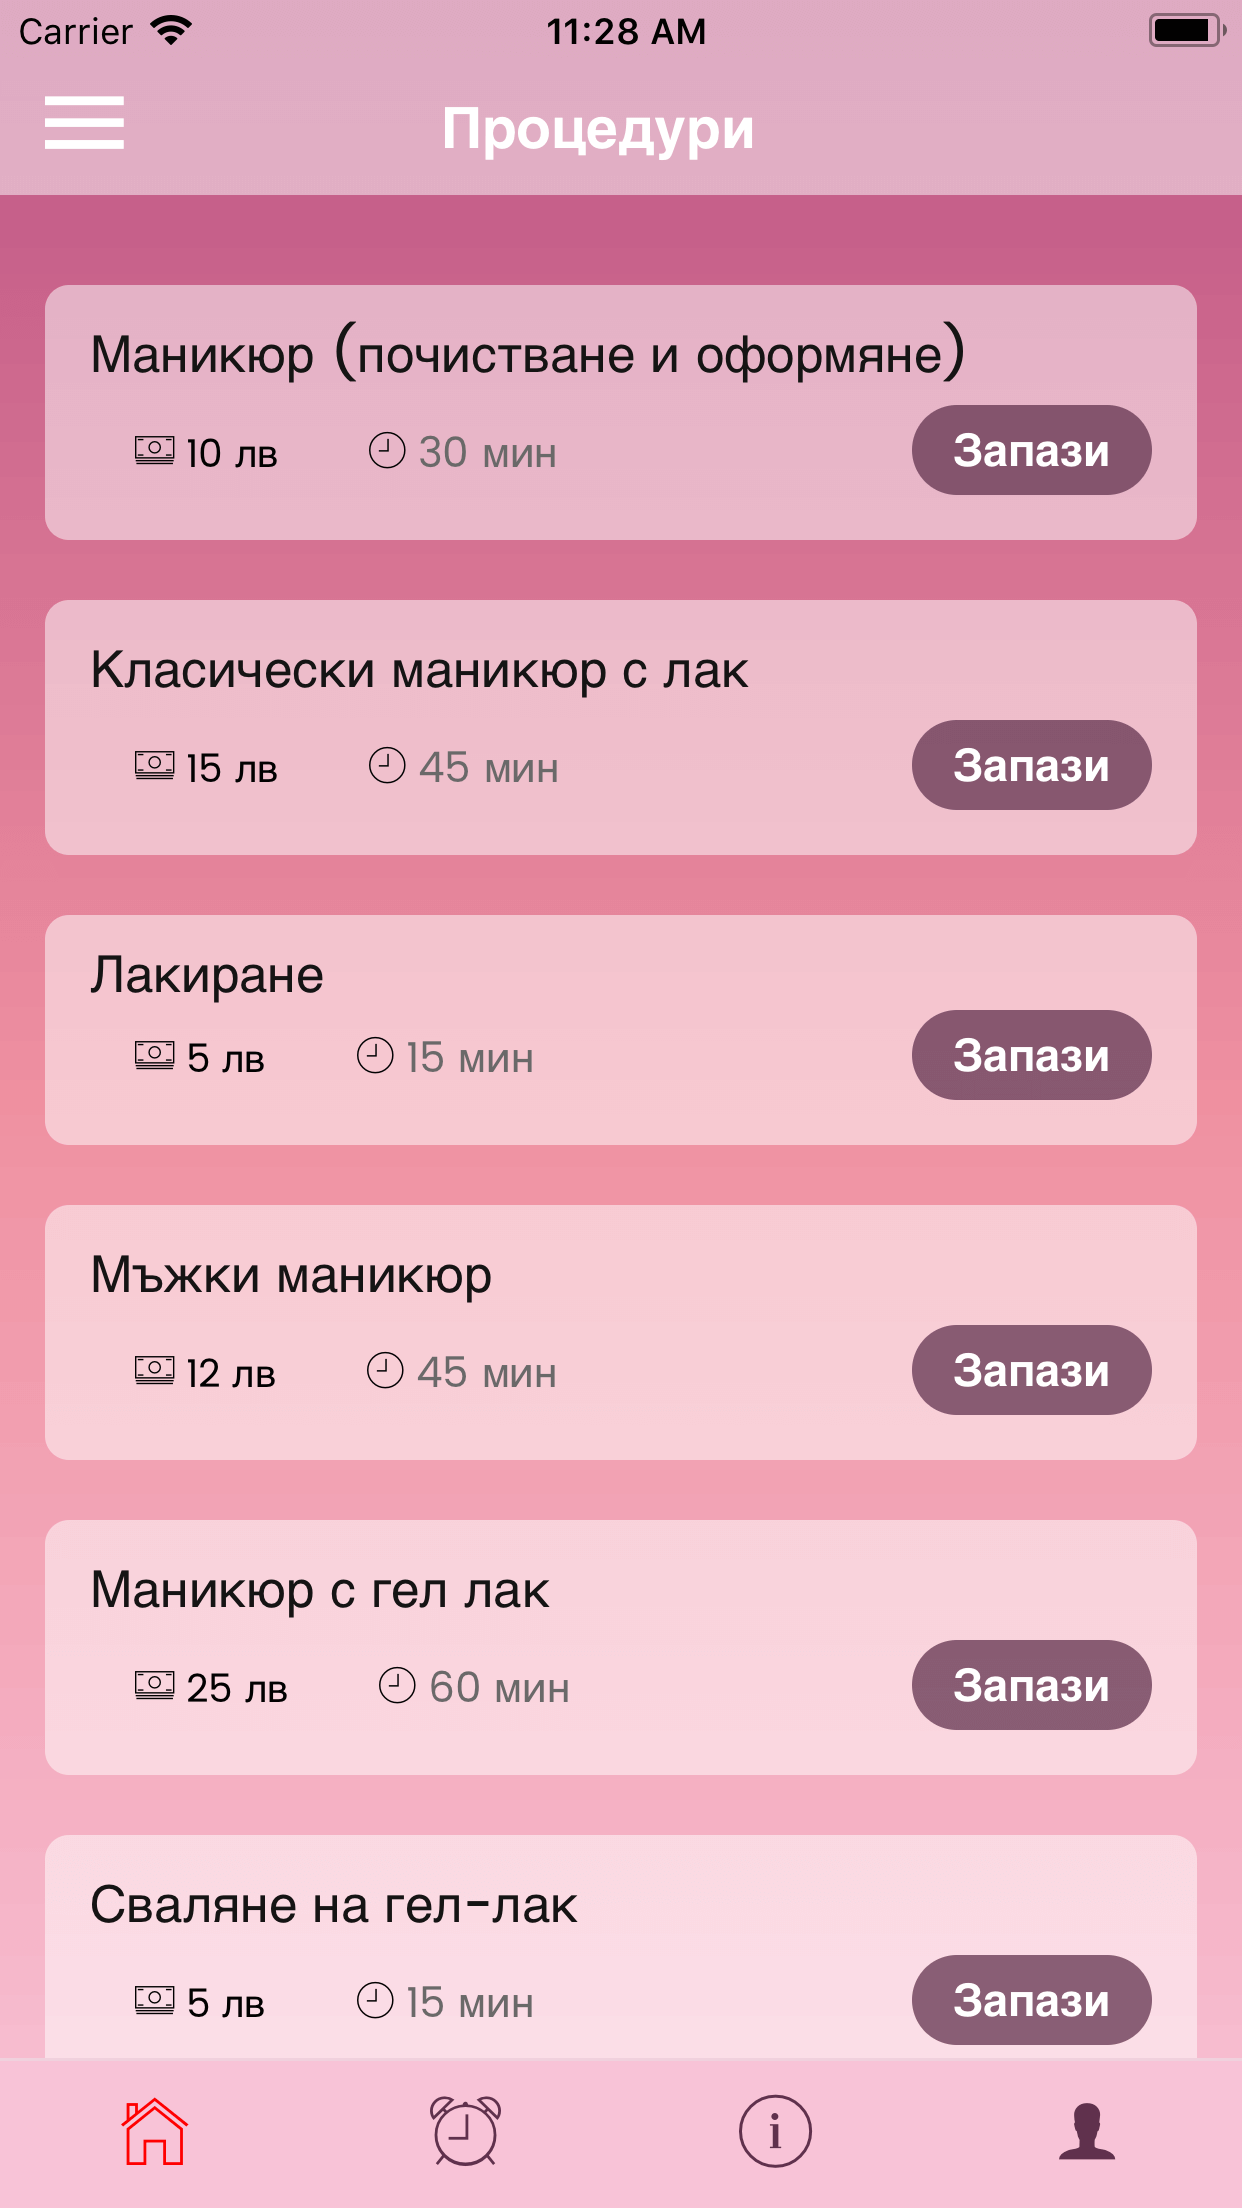 Carrier 11:28 AM
Процедури
Маникюр (почистване и оформяне)
10 лв 30 мин Запази
Класически маникюр с лак
15 лв 45 мин Запази
Лакиране
5 лв 15 мин Запази
Мъжки маникюр
12 лв 45 мин Запази
Маникюр с гел лак
25 лв 60 мин Запази
Сваляне на гел-лак
5 лв 15 мин Запази